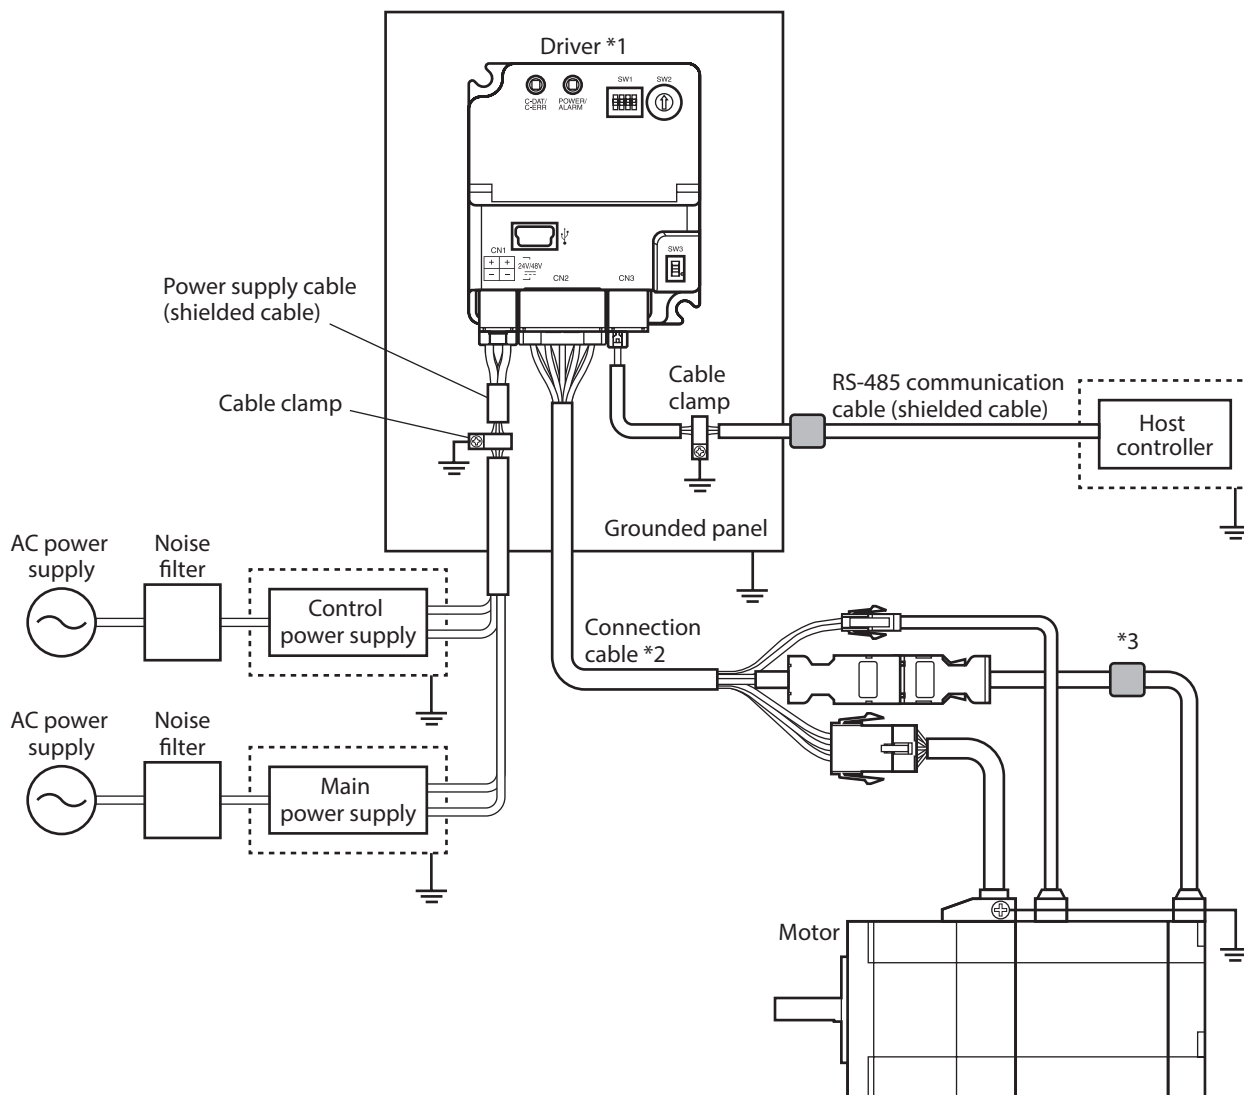 Driver *1
SW1
SW2
C-DAT/
C-ERR
POWER/
ALARM
SW3
CN1
+ +
- -
24V/48V
CN2
CN3
Power supply cable
(shielded cable)
Cable clamp
Cable
clamp
RS-485 communication
cable (shielded cable)
Host
controller
Grounded panel
AC power
supply
Noise
filter
Control
power supply
Connection
cable *2
*3
AC power
supply
Noise
filter
Main
power supply
Motor